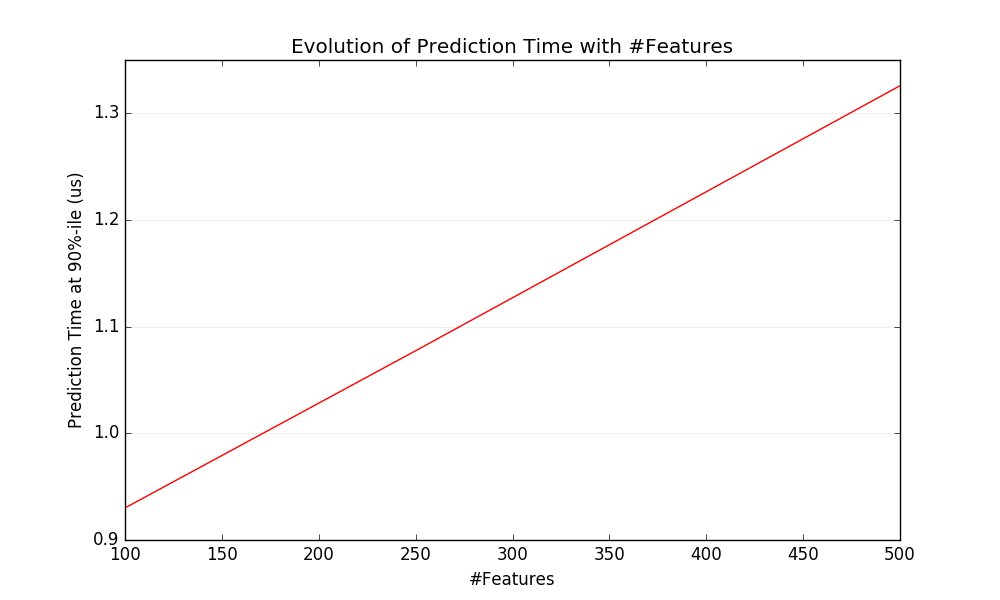 Evolution of Prediction Time with #Features
Prediction Time at 90%-ile (us)
1.3
1.2
1.1
1.0
0.9
100 150 200 250 300 350 400 450 500
#Features